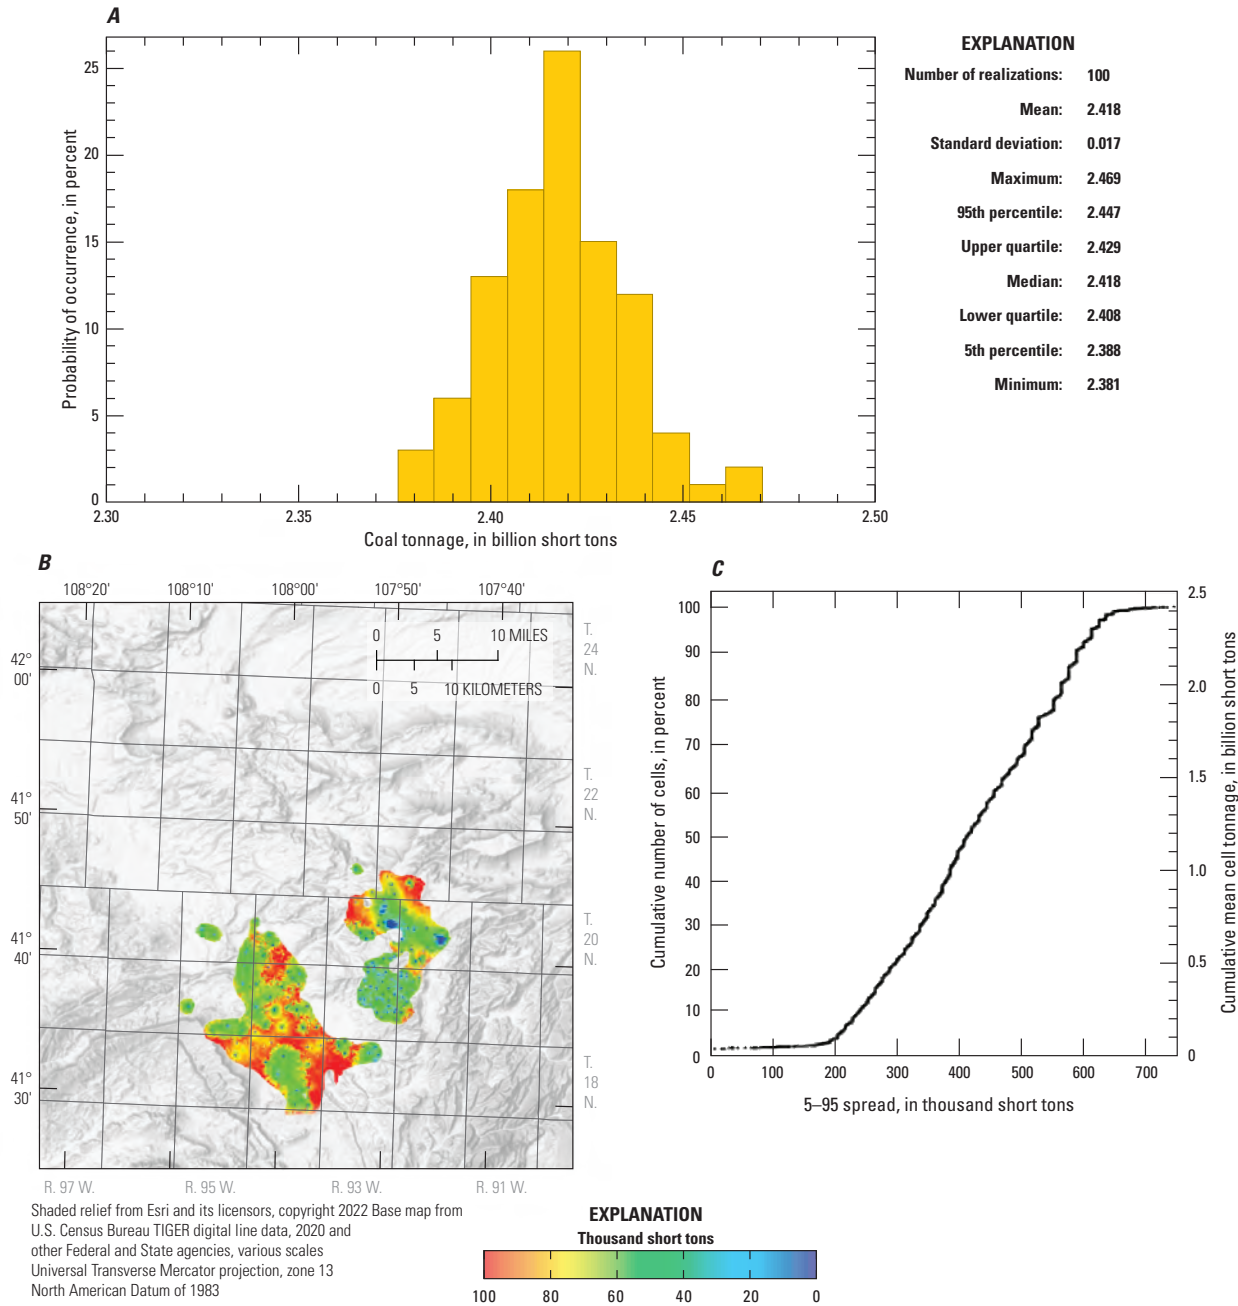 A
25
20
15
10
5
0
Probability of occurrence, in percent
2.30
2.35
2.40
2.45
2.50
Coal tonnage, in billion short tons
EXPLANATION
Number of realizations: 100
Mean: 2.418
Standard deviation: 0.017
Maximum: 2.469
95th percentile: 2.447
Upper quartile: 2.429
Median: 2.418
Lower quartile: 2.408
5th percentile: 2.388
Minimum: 2.381
B
108°20' 108°10' 108°00' 107°50' 107°40'
0 5 10 MILES
0 5 10 KILOMETERS
42°
00'
41°
50'
41°
40'
41°
30'
T.
24
N.
T.
22
N.
T.
20
N.
T.
18
N.
R. 97 W. R. 95 W. R. 93 W. R. 91 W.
Shaded relief from Esri and its licensors, copyright 2022 Base map from
U.S. Census Bureau TIGER digital line data, 2020 and
other Federal and State agencies, various scales
Universal Transverse Mercator projection, zone 13
North American Datum of 1983
C
100
90
80
70
60
50
40
30
20
10
0
Cumulative number of cells, in percent
2.5
2.0
1.5
1.0
0.5
0
Cumulative mean cell tonnage, in billion short tons
0 100 200 300 400 500 600 700
5–95 spread, in thousand short tons
EXPLANATION
Thousand short tons
100 80 60 40 20 0